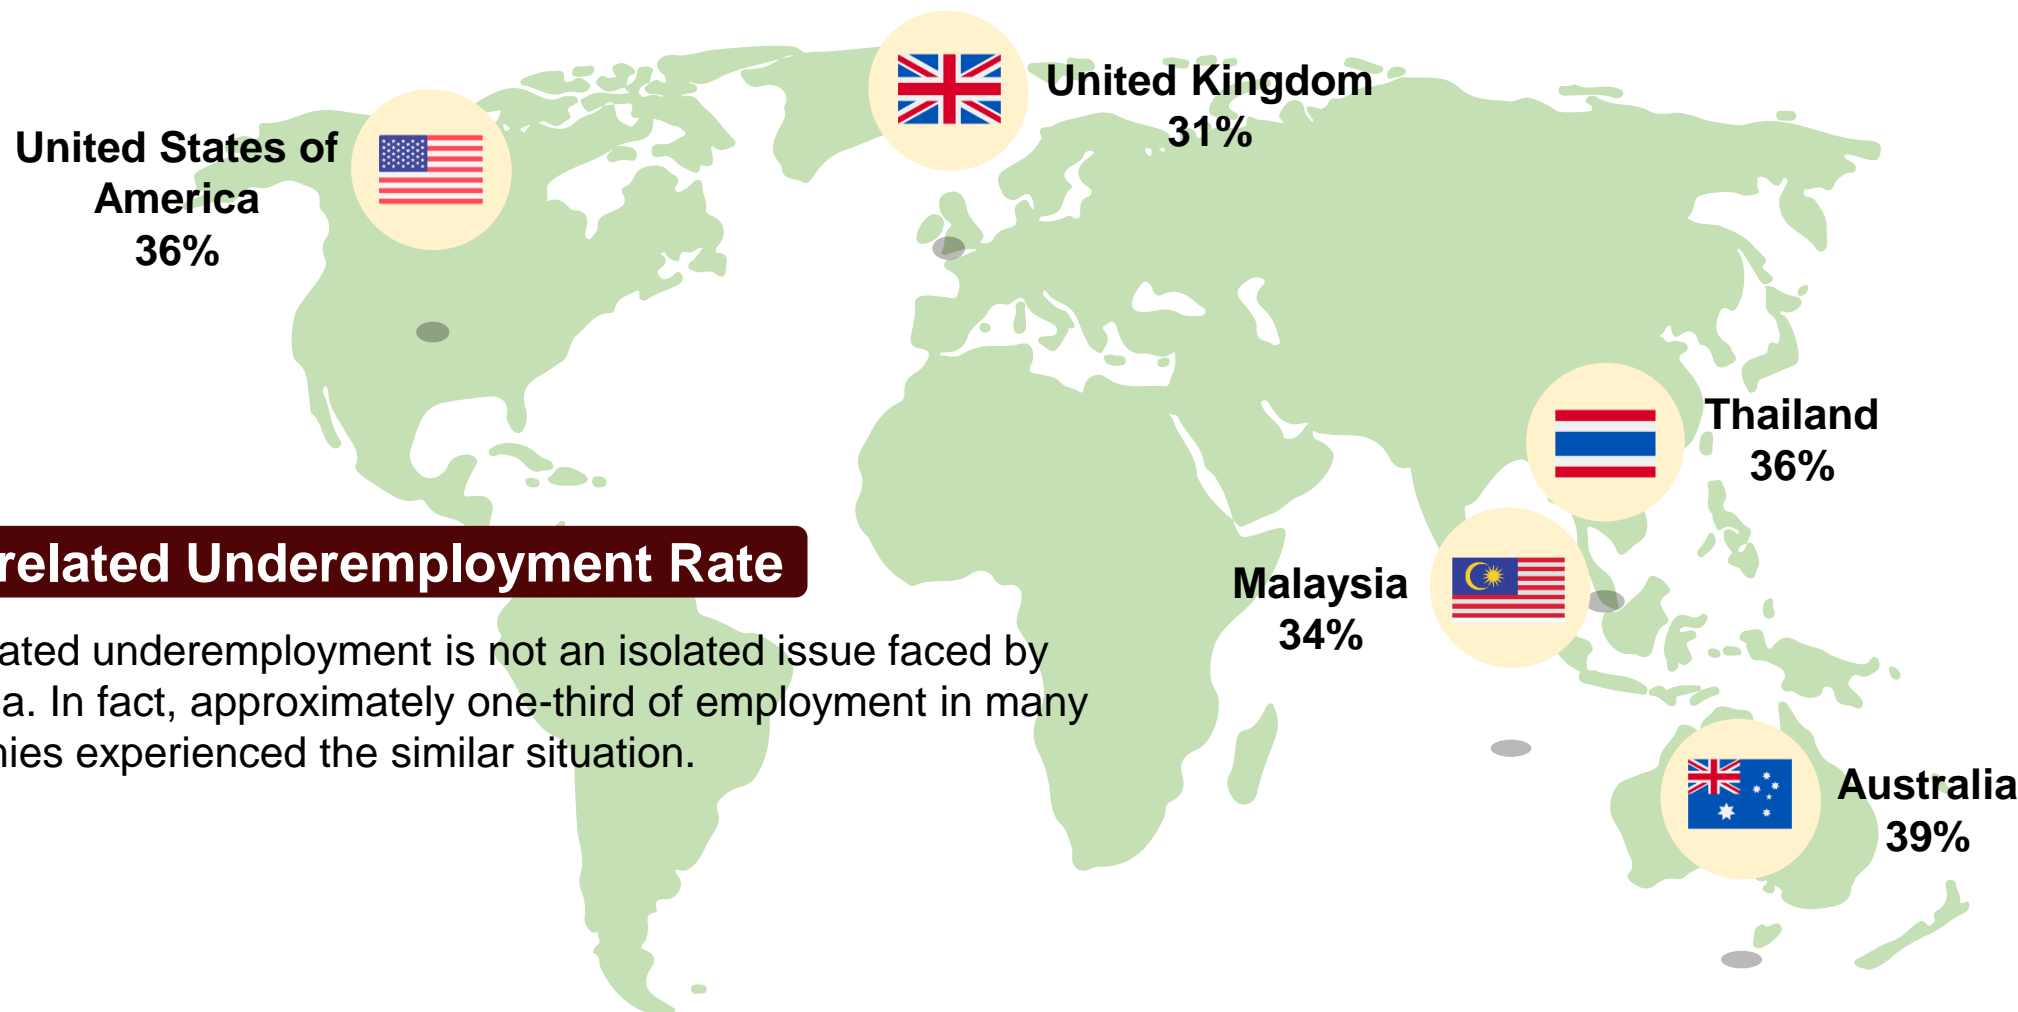 United Kingdom
31%
United States of
America
36%
Thailand
36%
related Underemployment Rate
Malaysia
34%
ated underemployment is not an isolated issue faced by
a. In fact, approximately one-third of employment in many
nies experienced the similar situation.
Australia
39%